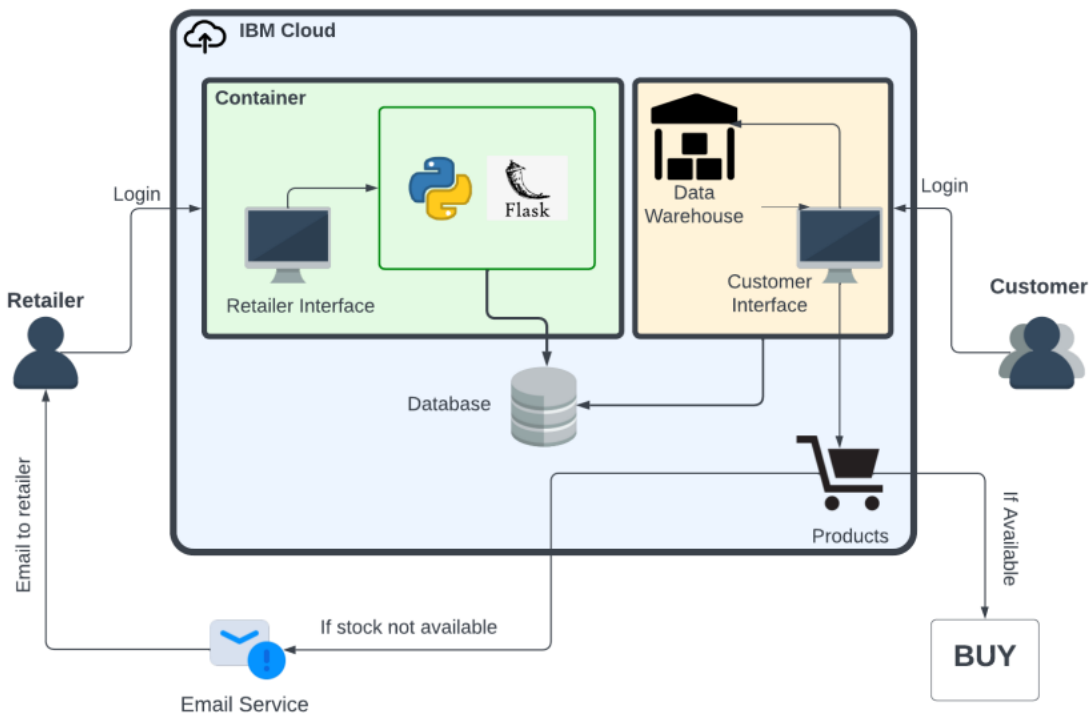 IBM Cloud
Container
Login
Flask
Retailer Interface
Data
Warehouse
Customer
Interface
Login
Retailer
Customer
Database
Products
Email to retailer
If Available
If stock not available
Email Service
BUY